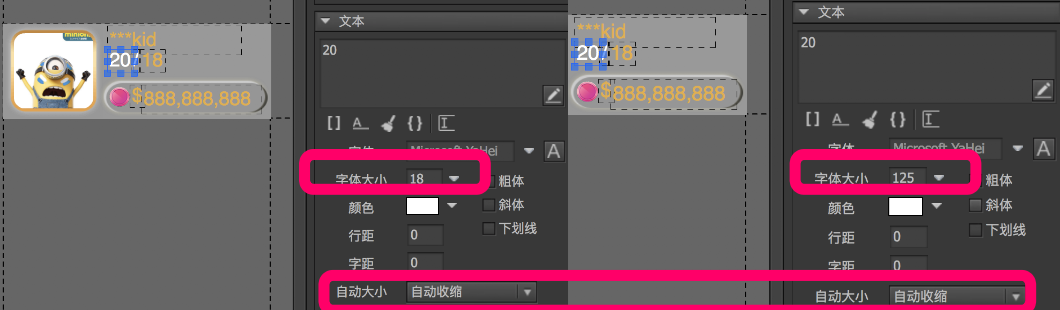 minion
***kid
20/18
$888,888,888
文本
20
[] A {}
字体 Microsoft YaHei A
字体大小 18 粗体
颜色 斜体
行距 0 下划线
字距 0
自动大小 自动收缩
***kid
20/
$888,888,888
文本
20
[] A {}
字体 Microsoft YaHei A
字体大小 125 粗体
颜色 斜体
行距 0 下划线
字距 0
自动大小 自动收缩